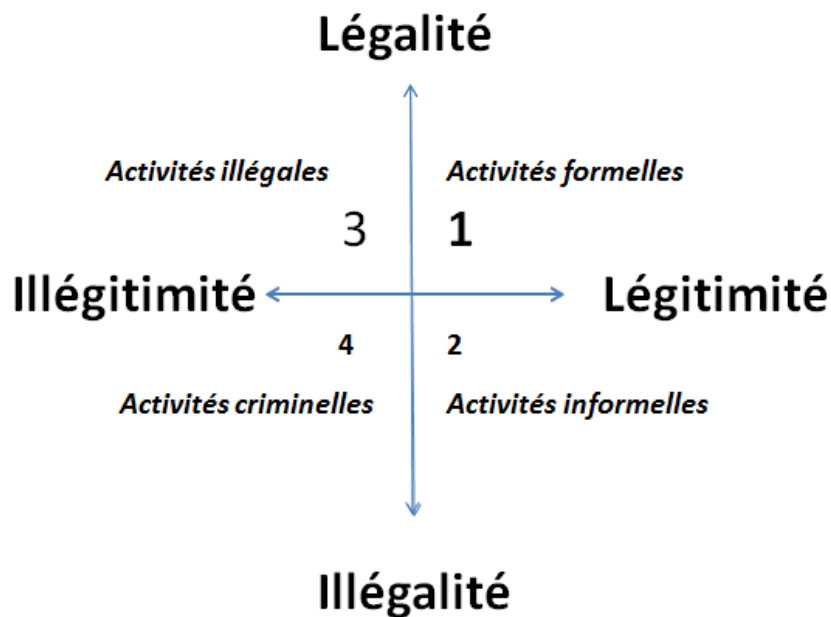 Légalité
Activités illégales
Activités formelles
3
1
Illégitimité
Légitimité
4
2
Activités criminelles
Activités informelles
Illégalité